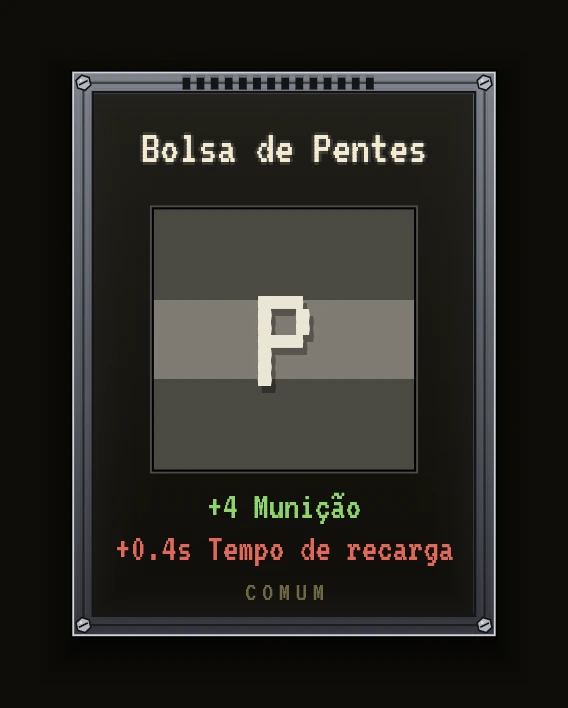 Bolsa de Pentes
P
+4 Munição
+0.4s Tempo de recarga
COMUM